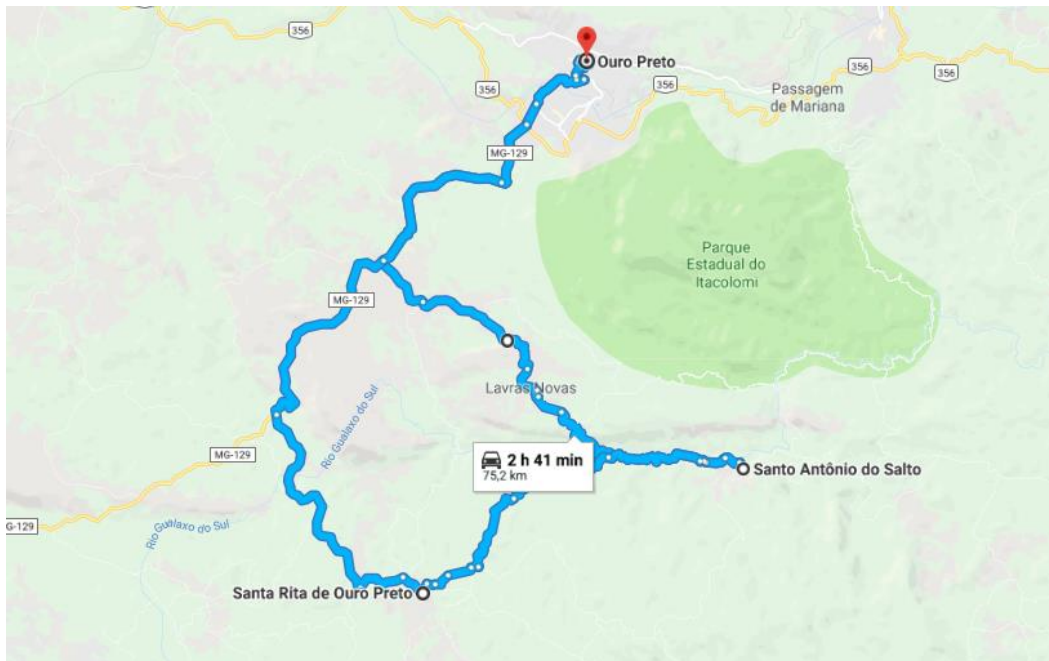 356
Ouro Preto
356
356
356
356
Passagem
de Mariana
MG-129
Parque
Estadual do
Itacolomi
MG-129
Lavras Novas
Rio Gualaxo do Sul
2 h 41 min
75,2 km
MG-129
Santo Antônio do Salto
G-129
Rio Gualaxo do Sul
Santa Rita de Ouro Preto